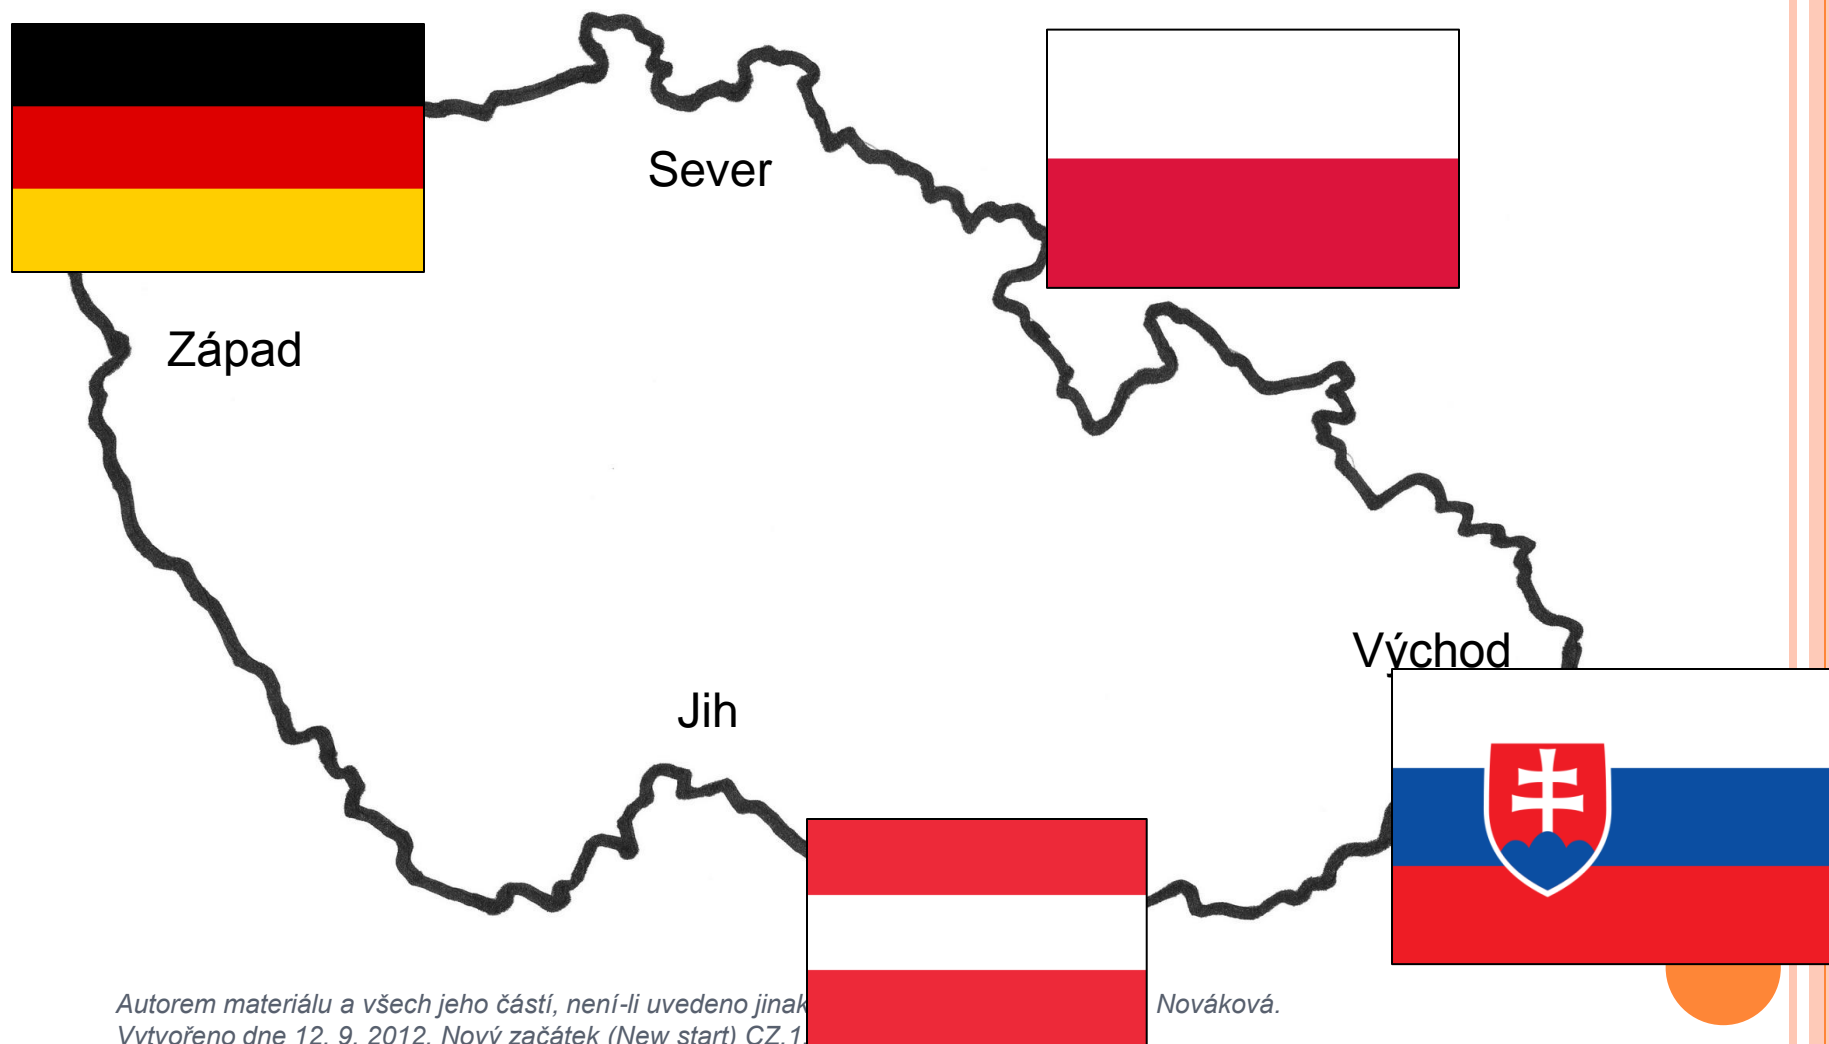 Sever
Západ
Východ
Jih
Autorem materiálu a všech jeho částí, není-li uvedeno jinak Nováková.
Vytvořeno dne 12. 9. 2012. Nový začátek (New start) CZ.1